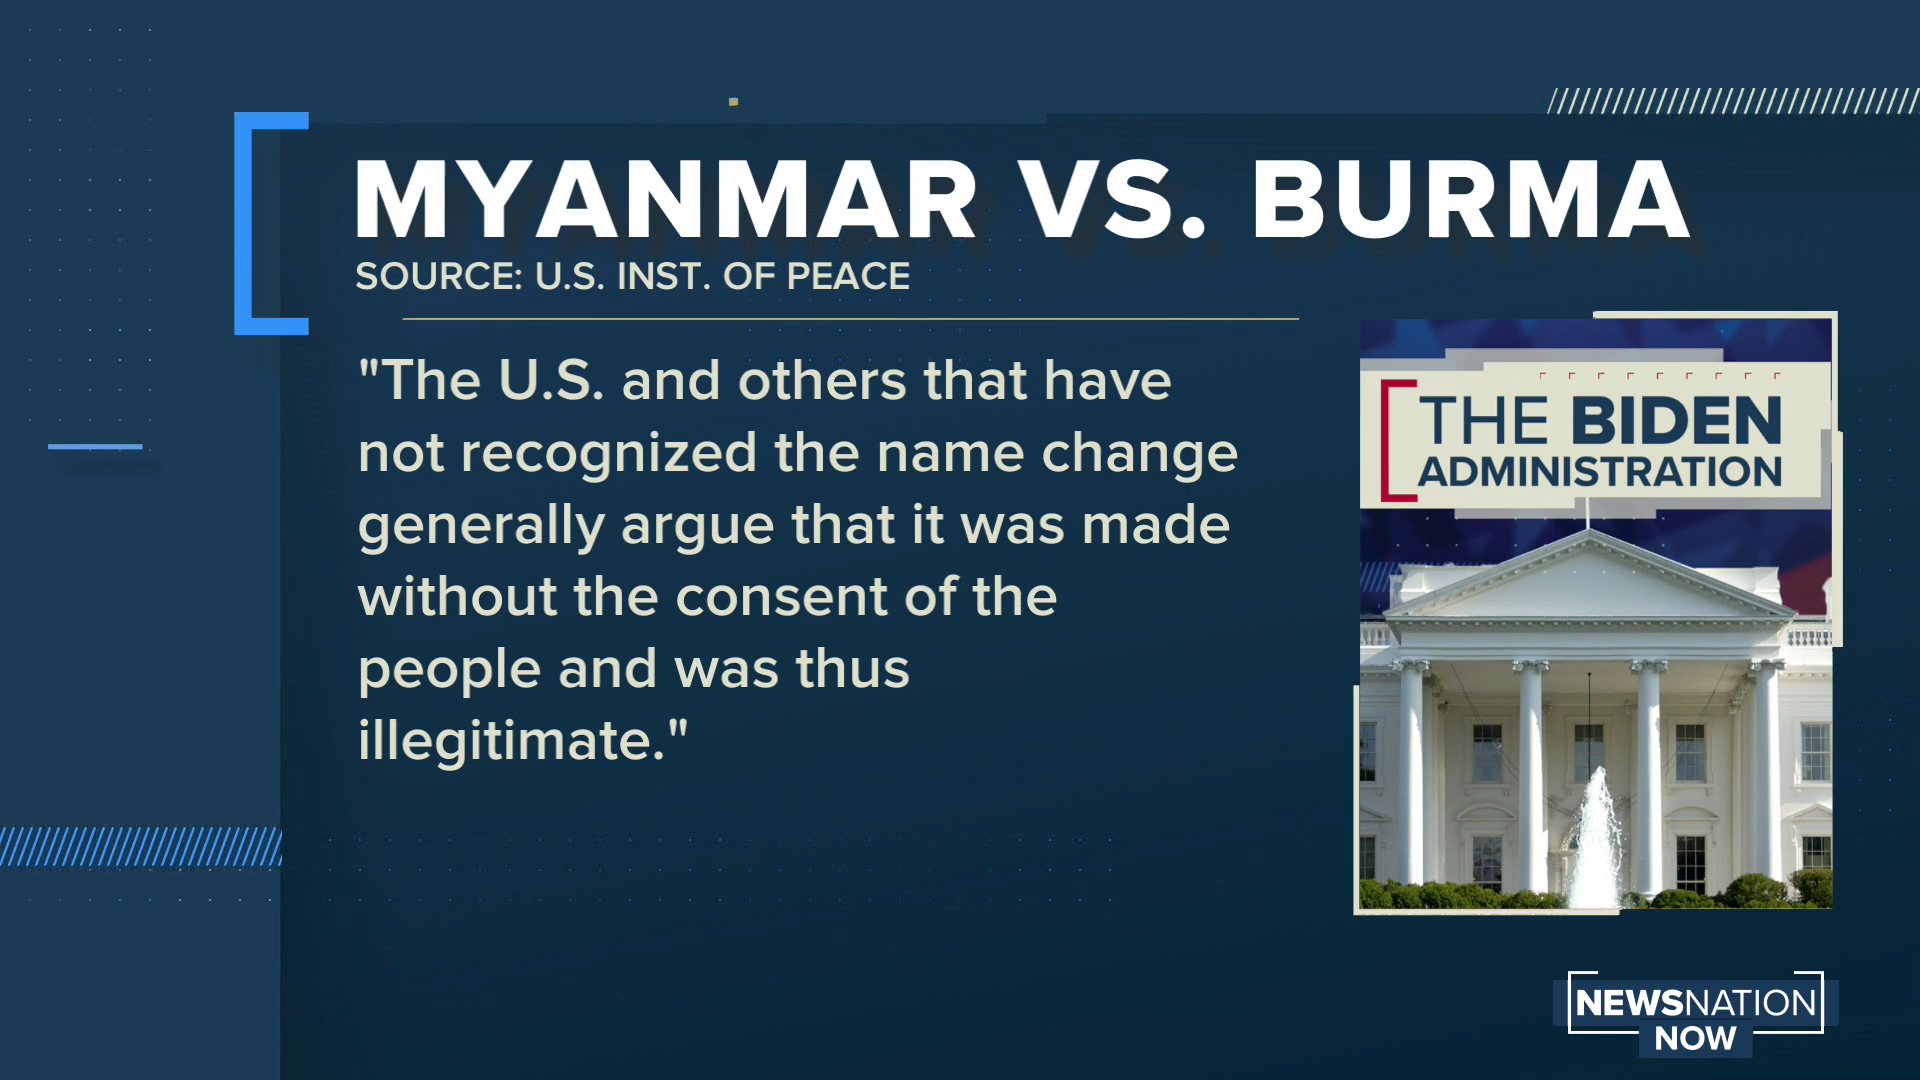 MYANMAR VS. BURMA
SOURCE: U.S. INST. OF PEACE
"The U.S. and others that have
not recognized the name change
generally argue that it was made
without the consent of the
people and was thus
illegitimate."
THE BIDEN
ADMINISTRATION
NEWSNATION
NOW